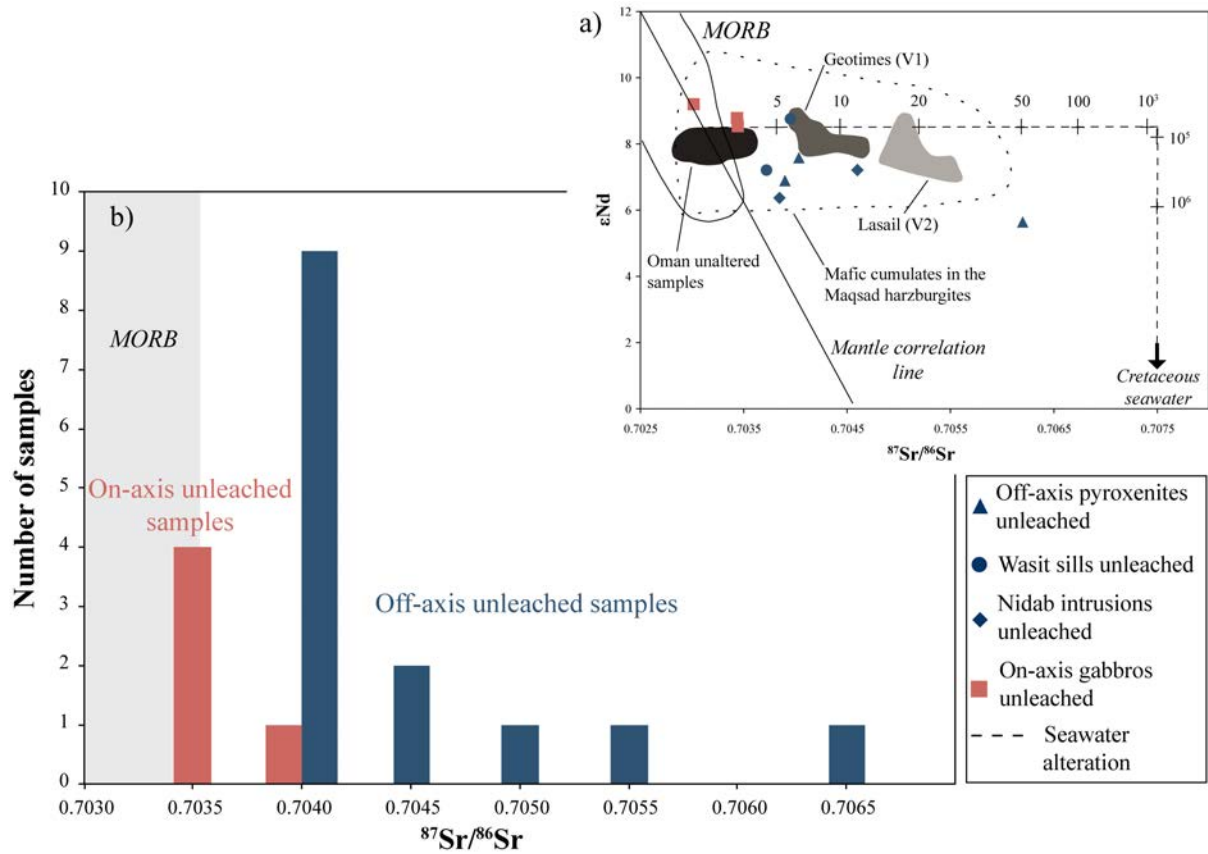 a)
12
10
8
6
4
2
0
εNd
MORB
Geotimes (V1)
5
10
20
50
100
10³
10⁵
10⁶
Lasail (V2)
Oman unaltered
samples
Mafic cumulates in the
Maqsad harzburgites
Mantle correlation
line
Cretaceous
seawater
0.7025
0.7035
0.7045
0.7055
0.7065
0.7075
⁸⁷Sr/⁸⁶Sr
b)
10
9
8
7
6
5
4
3
2
1
0
Number of samples
MORB
On-axis unleached
samples
Off-axis unleached samples
0.7030
0.7035
0.7040
0.7045
0.7050
0.7055
0.7060
0.7065
⁸⁷Sr/⁸⁶Sr
Off-axis pyroxenites
unleached
Wasit sills unleached
Nidab intrusions
unleached
On-axis gabbros
unleached
Seawater
alteration